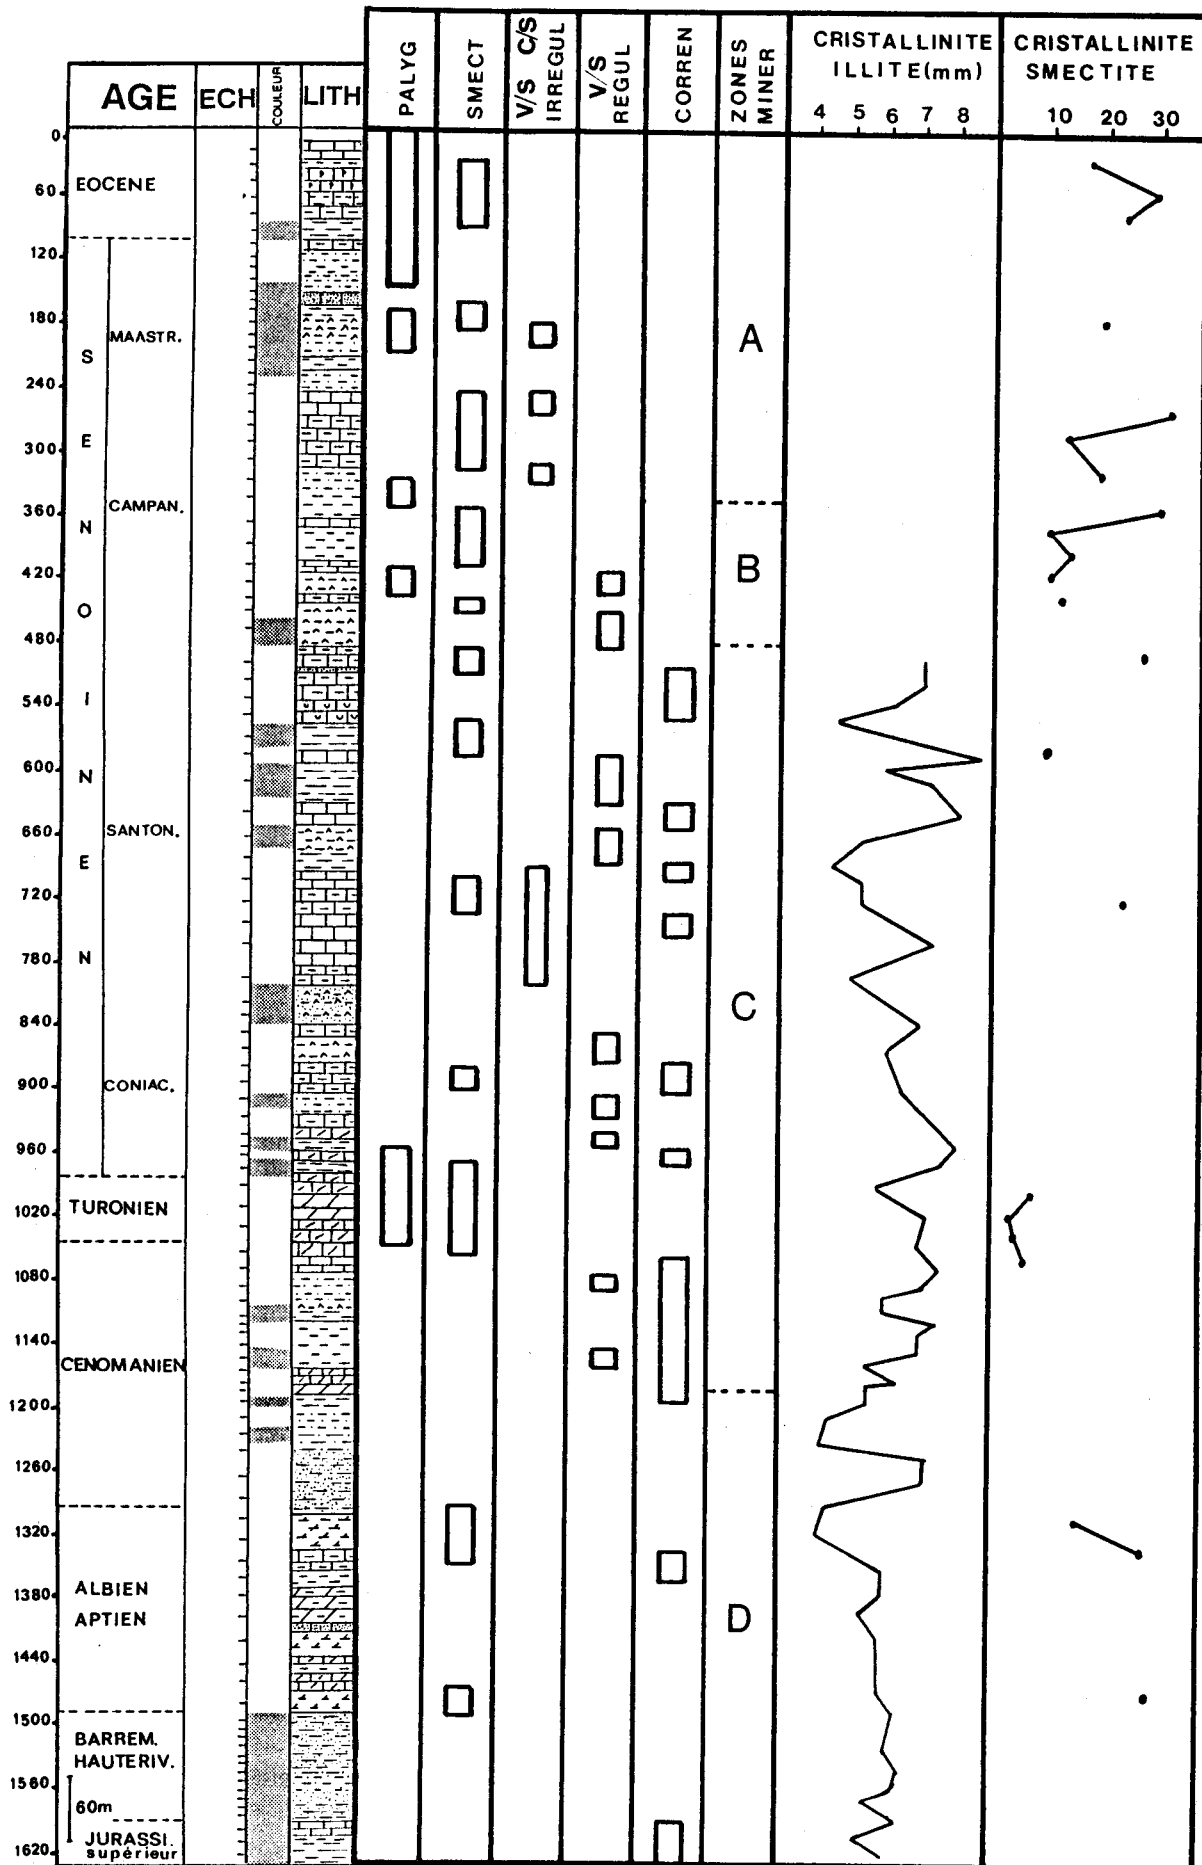 AGE
ECH
COULEUR
LITH
PALYG
SMECT
V/S C/S
IRREGUL
V/S
REGUL
CORREN
ZONES
MINER
CRISTALLINITE
ILLITE(mm)
4 5 6 7 8
CRISTALLINITE
SMECTITE
10 20 30
0
60
120
180
240
300
360
420
480
540
600
660
720
780
840
900
960
1020
1080
1140
1200
1260
1320
1380
1440
1500
1560
1620
EOCENE
S
E
N
O
N
I
E
N
MAASTR.
CAMPAN.
SANTON.
CONIAC.
TURONIEN
CENOMANIEN
ALBIEN
APTIEN
BARREM.
HAUTERIV.
60m
JURASSI.
supérieur
A
B
C
D